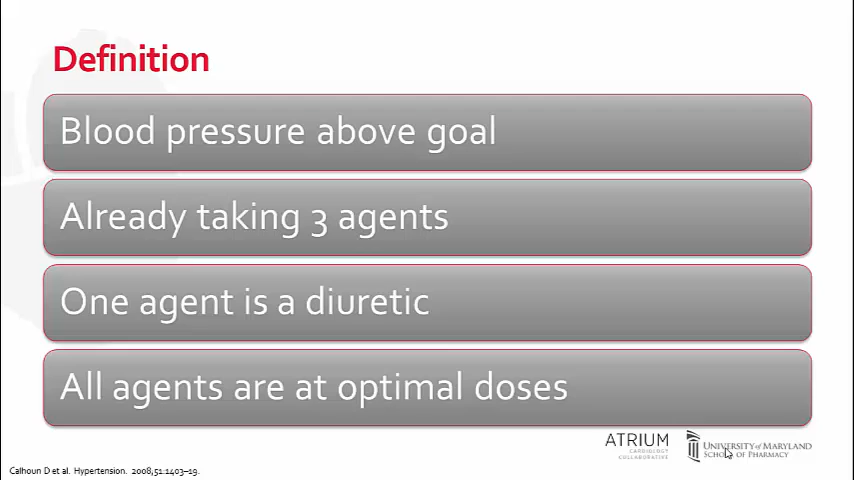 Definition
Blood pressure above goal
Already taking 3 agents
One agent is a diuretic
All agents are at optimal doses
ATRIUM
CARDIOLOGY
COLLABORATIVE
UNIVERSITY of MARYLAND
SCHOOL OF PHARMACY
Calhoun D et al. Hypertension. 2008;51:1403–19.